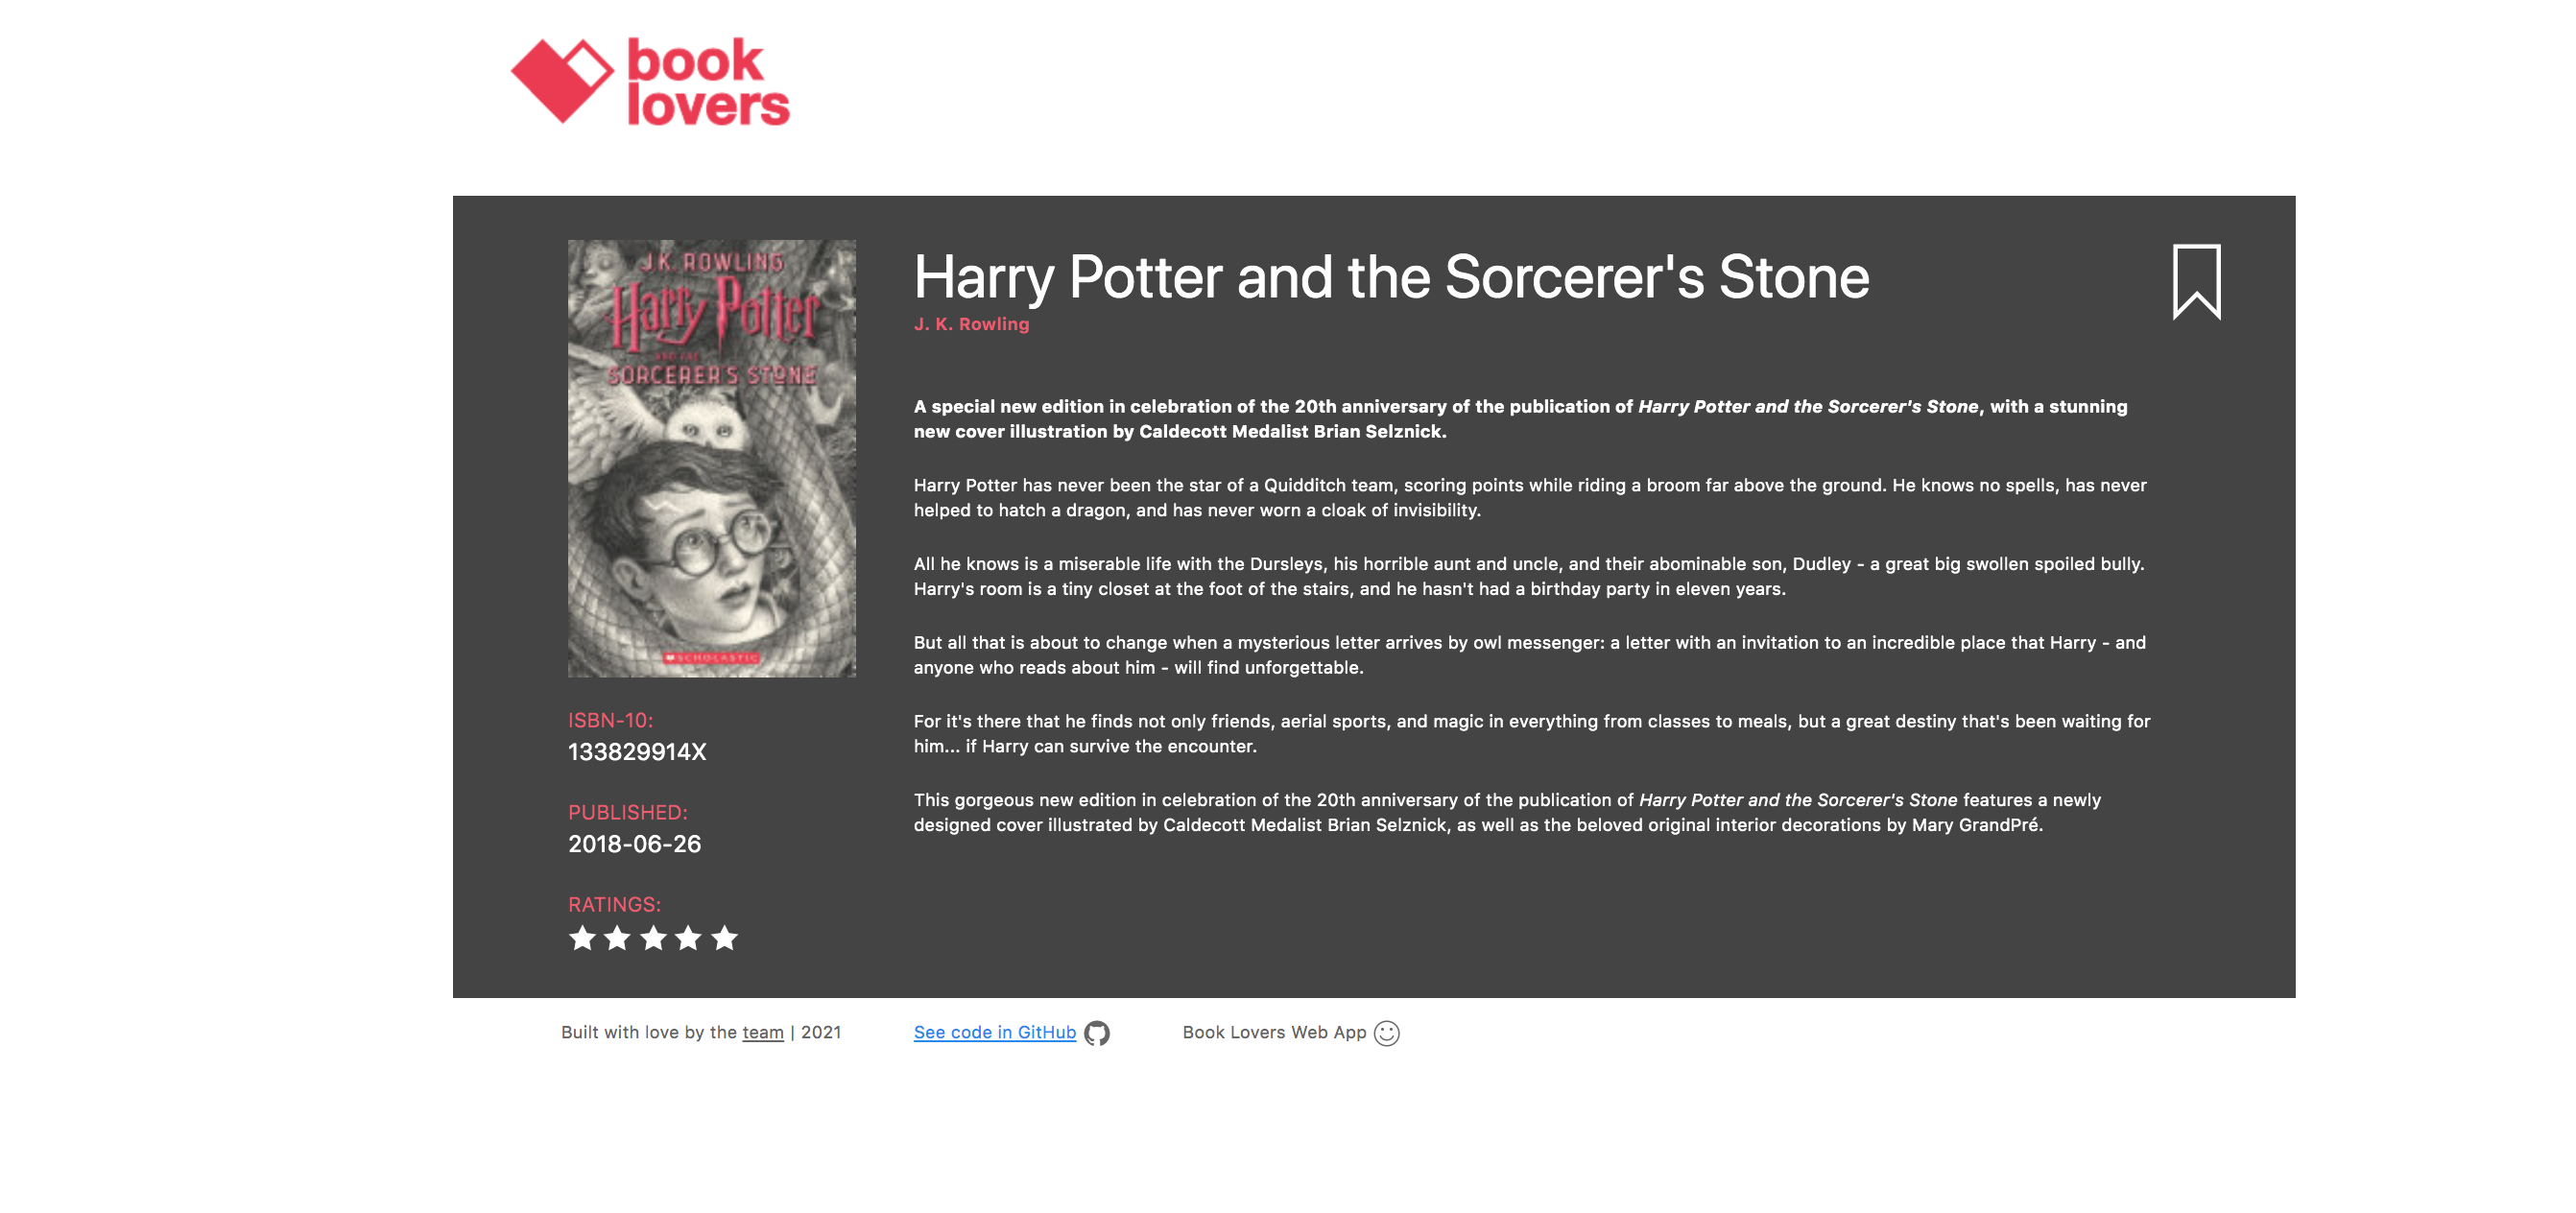 book
lovers
J.K. ROWLING
Harry Potter
AND THE
SORCERER'S STONE
SCHOLASTIC
ISBN-10:
133829914X
PUBLISHED:
2018-06-26
RATINGS:
Harry Potter and the Sorcerer's Stone
J. K. Rowling
A special new edition in celebration of the 20th anniversary of the publication of Harry Potter and the Sorcerer's Stone, with a stunning
new cover illustration by Caldecott Medalist Brian Selznick.
Harry Potter has never been the star of a Quidditch team, scoring points while riding a broom far above the ground. He knows no spells, has never
helped to hatch a dragon, and has never worn a cloak of invisibility.
All he knows is a miserable life with the Dursleys, his horrible aunt and uncle, and their abominable son, Dudley - a great big swollen spoiled bully.
Harry's room is a tiny closet at the foot of the stairs, and he hasn't had a birthday party in eleven years.
But all that is about to change when a mysterious letter arrives by owl messenger: a letter with an invitation to an incredible place that Harry - and
anyone who reads about him - will find unforgettable.
For it's there that he finds not only friends, aerial sports, and magic in everything from classes to meals, but a great destiny that's been waiting for
him... if Harry can survive the encounter.
This gorgeous new edition in celebration of the 20th anniversary of the publication of Harry Potter and the Sorcerer's Stone features a newly
designed cover illustrated by Caldecott Medalist Brian Selznick, as well as the beloved original interior decorations by Mary GrandPré.
Built with love by the team | 2021
See code in GitHub
Book Lovers Web App